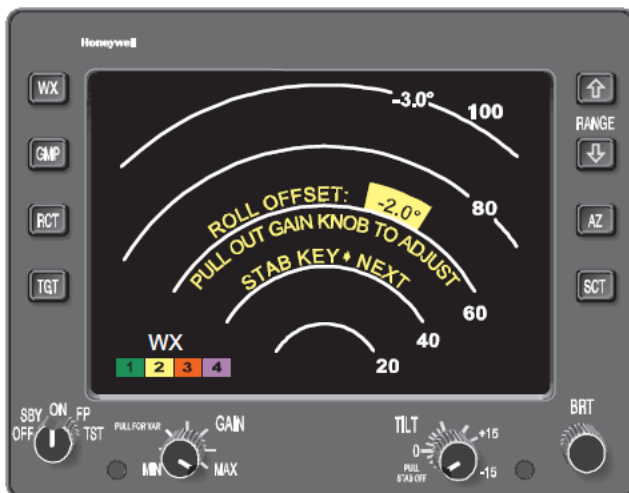 Honeywell
WX
GMP
RCT
TGT
-3.0°
100
80
60
40
20
ROLL OFFSET: -2.0°
PULL OUT GAIN KNOB TO ADJUST
STAB KEY♦ NEXT
WX
1 2 3 4
RANGE
AZ
SCT
OFF SBY ON FP TST
PULL FOR VAR
GAIN
MIN MAX
TILT
0 +15
-15
PULL
STAB OFF
BRT